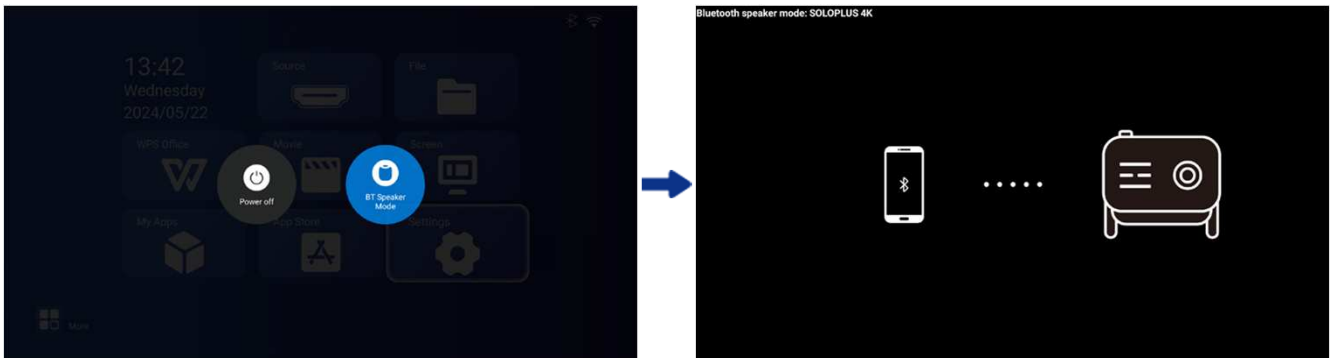 13:42
Wednesday
2024/05/22
Source
File
WPS Office
Movie
Screen
Power off
BT Speaker
Mode
My Apps
App Store
Settings
More
Bluetooth speaker mode: SOLOPLUS 4K